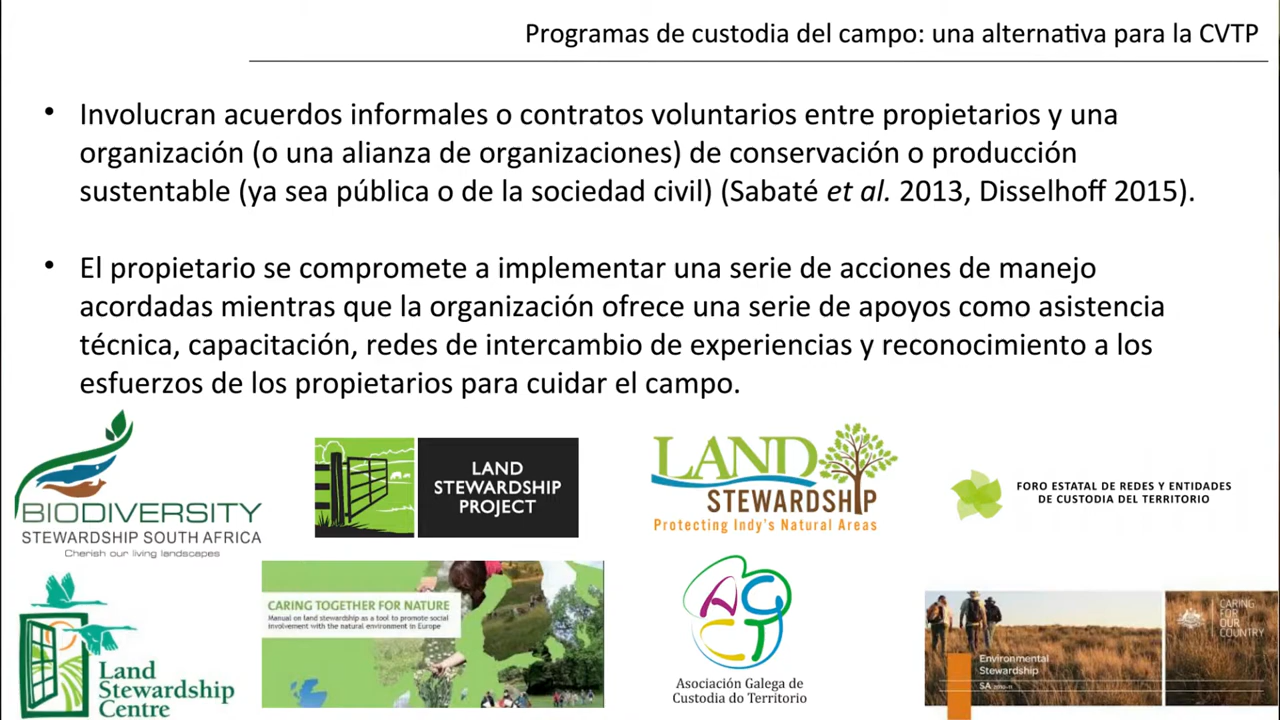 Programas de custodia del campo: una alternativa para la CVTP
• Involucran acuerdos informales o contratos voluntarios entre propietarios y una
organización (o una alianza de organizaciones) de conservación o producción
sustentable (ya sea pública o de la sociedad civil) (Sabaté et al. 2013, Disselhoff 2015).
• El propietario se compromete a implementar una serie de acciones de manejo
acordadas mientras que la organización ofrece una serie de apoyos como asistencia
técnica, capacitación, redes de intercambio de experiencias y reconocimiento a los
esfuerzos de los propietarios para cuidar el campo.
BIODIVERSITY
STEWARDSHIP SOUTH AFRICA
Cherish our living landscapes
LAND
STEWARDSHIP
PROJECT
LAND
STEWARDSHIP
Protecting Indy's Natural Areas
FORO ESTATAL DE REDES Y ENTIDADES
DE CUSTODIA DEL TERRITORIO
Land
Stewardship
Centre
CARING TOGETHER FOR NATURE
Manual on land stewardship as a tool to promote social
involvement with the natural environment in Europe
AGCT
Asociación Galega de
Custodia do Territorio
Environmental
Stewardship
SA
CARING
FOR
OUR
COUNTRY